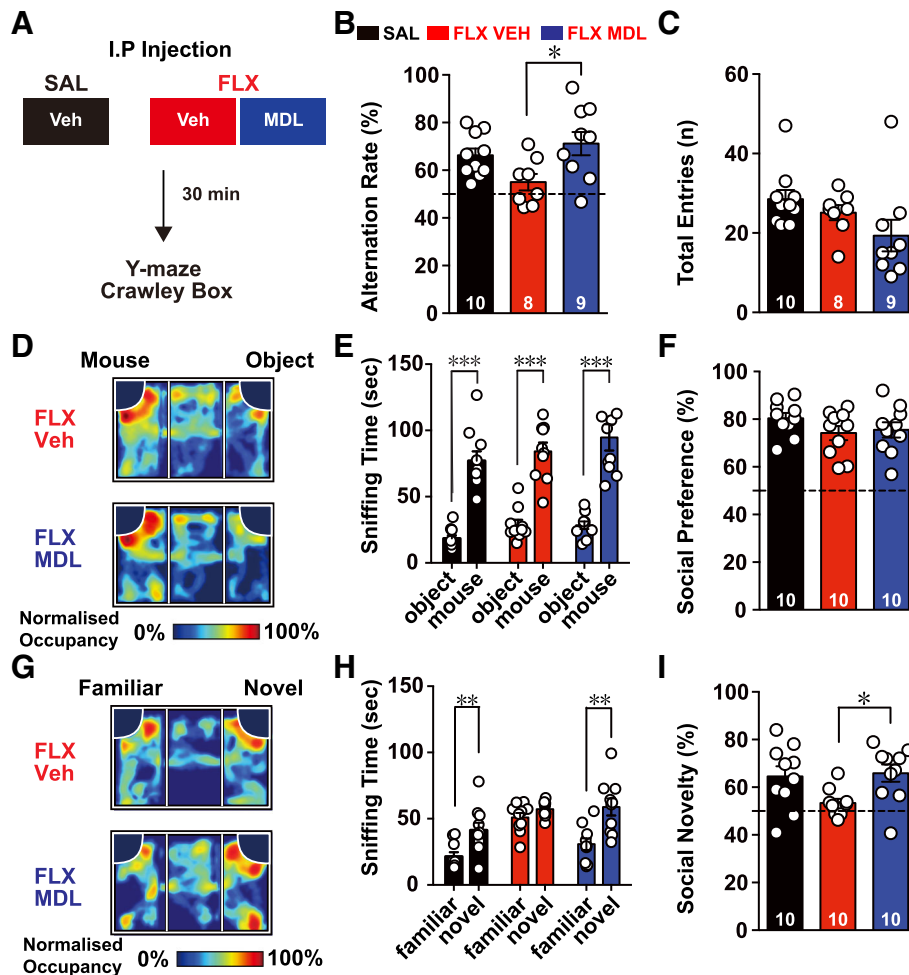 A
I.P Injection
SAL
FLX
Veh
Veh
MDL
30 min
Y-maze
Crawley Box
B
SAL
FLX VEH
FLX MDL
*
Alternation Rate (%)
100
80
60
40
20
0
10
8
9
C
Total Entries (n)
60
40
20
0
10
8
9
D
Mouse
Object
FLX
Veh
FLX
MDL
Normalised
Occupancy
0%
100%
E
Sniffing Time (sec)
150
100
50
0
***
***
***
object
mouse
object
mouse
object
mouse
F
Social Preference (%)
100
80
60
40
20
0
10
10
10
G
Familiar
Novel
FLX
Veh
FLX
MDL
Normalised
Occupancy
0%
100%
H
Sniffing Time (sec)
150
100
50
0
**
**
familiar
novel
familiar
novel
familiar
novel
I
Social Novelty (%)
100
80
60
40
20
0
*
10
10
10